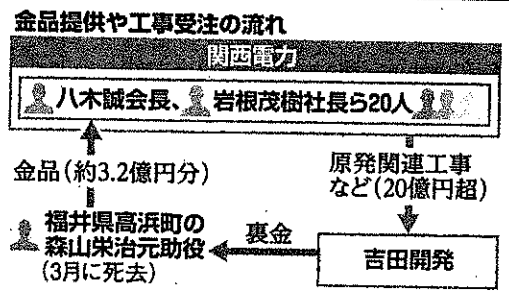 金品提供や工事受注の流れ
関西電力
八木誠会長、岩根茂樹社長ら20人
金品(約3.2億円分)
原発関連工事
など(20億円超)
福井県高浜町の
森山栄治元助役
(3月に死去)
裏金
吉田開発